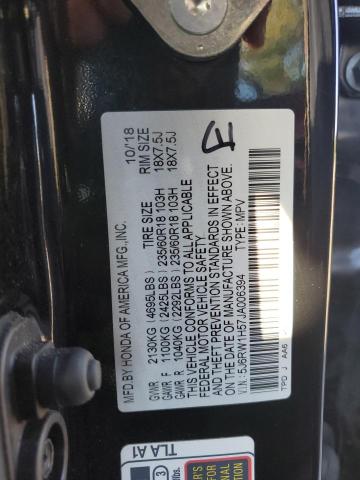 MFD.BY HONDA OF AMERICA MFG.,INC. 10/'18
TIRE SIZE RIM SIZE
GVWR 2130KG (4695LBS)
GAWR F 1100KG (2425LBS) 235/60R18 103H 18X7.5J
GAWR R 1040KG (2292LBS) 235/60R18 103H 18X7.5J
THIS VEHICLE CONFORMS TO ALL APPLICABLE
FEDERAL MOTOR VEHICLE SAFETY
AND THEFT PREVENTION STANDARDS IN EFFECT
ON THE DATE OF MANUFACTURE SHOWN ABOVE.
V.I.N.: 5J6RW1H57JA006394 TYPE: MPV
TPO J AA6
TLA A1
3